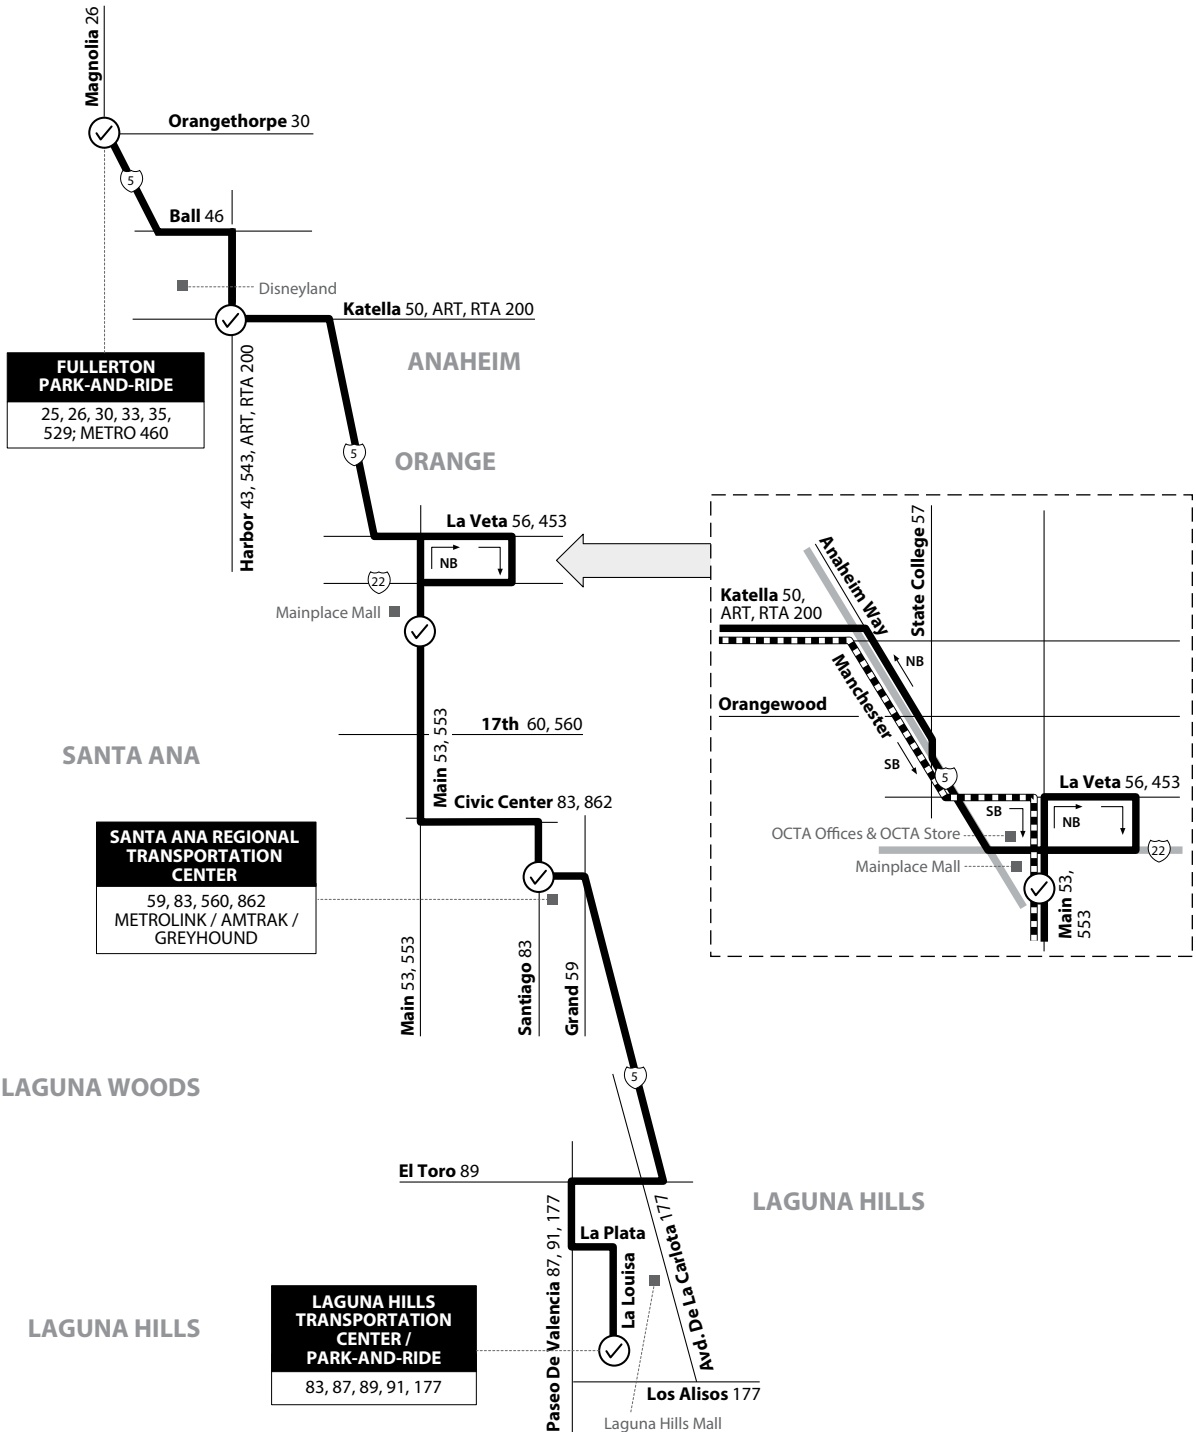 Magnolia 26
Orangethorpe 30
5
Ball 46
Disneyland
Katella 50, ART, RTA 200
ANAHEIM
FULLERTON
PARK-AND-RIDE
25, 26, 30, 33, 35,
529; METRO 460
Harbor 43, 543, ART, RTA 200
5
ORANGE
La Veta 56, 453
NB
22
Mainplace Mall
Main 53, 553
17th 60, 560
SANTA ANA
Civic Center 83, 862
SANTA ANA REGIONAL
TRANSPORTATION
CENTER
59, 83, 560, 862
METROLINK / AMTRAK /
GREYHOUND
Main 53, 553
Santiago 83
Grand 59
LAGUNA WOODS
5
El Toro 89
LAGUNA HILLS
Paseo De Valencia 87, 91, 177
La Plata
La Louisa
Avd. De La Carlota 177
LAGUNA HILLS
LAGUNA HILLS
TRANSPORTATION
CENTER /
PARK-AND-RIDE
83, 87, 89, 91, 177
Los Alisos 177
Laguna Hills Mall
Anaheim Way
State College 57
Katella 50,
ART, RTA 200
NB
Manchester
Orangewood
SB
5
La Veta 56, 453
SB
NB
OCTA Offices & OCTA Store
22
Mainplace Mall
Main 53,
553